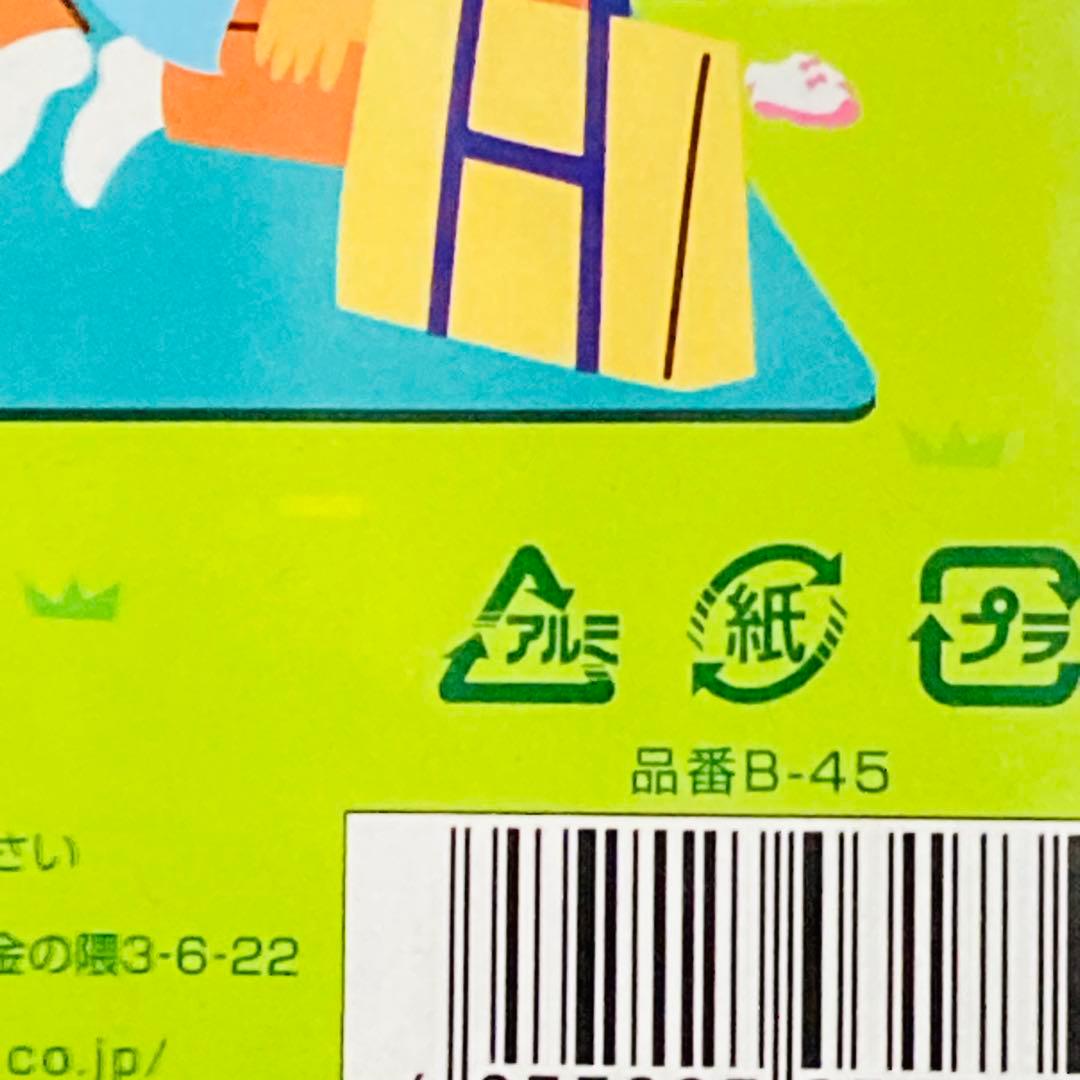 アルミ 紙 プラ
品番B-45
さい
金の隈3-6-22
.co.jp/